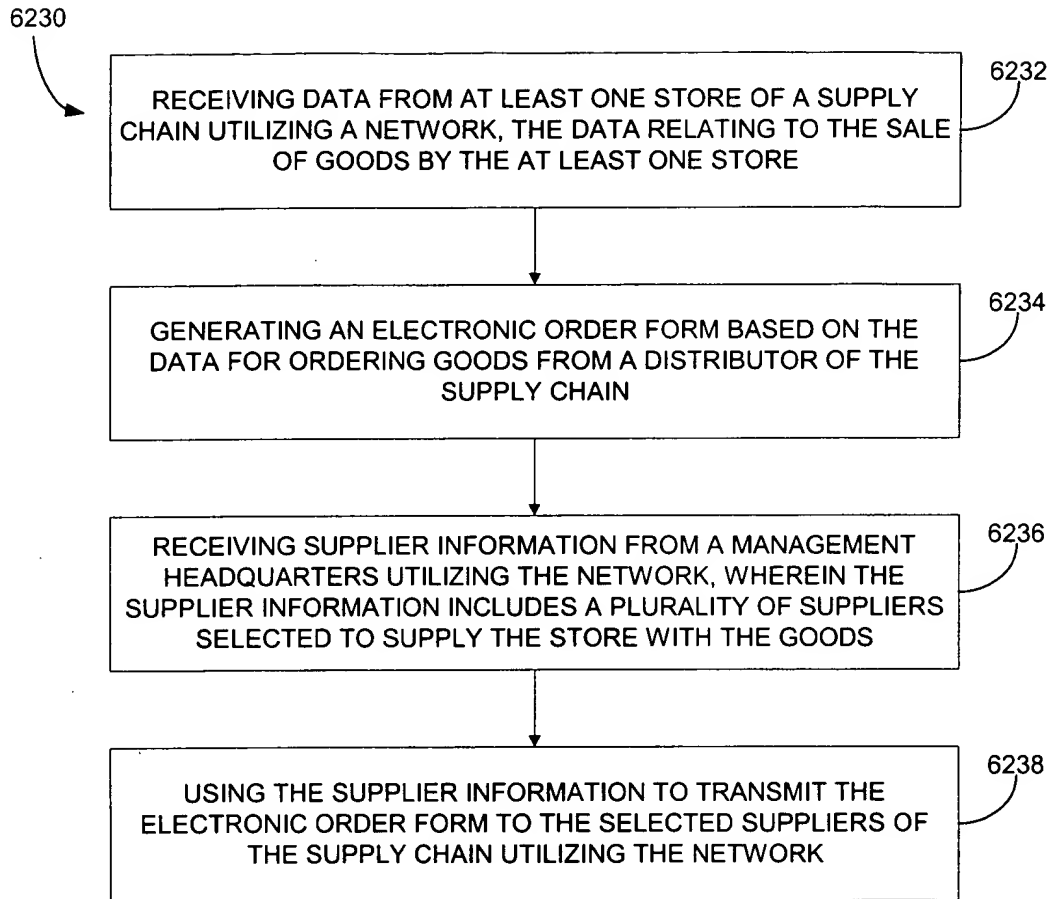 6230
6232
RECEIVING DATA FROM AT LEAST ONE STORE OF A SUPPLY
CHAIN UTILIZING A NETWORK, THE DATA RELATING TO THE SALE
OF GOODS BY THE AT LEAST ONE STORE
6234
GENERATING AN ELECTRONIC ORDER FORM BASED ON THE
DATA FOR ORDERING GOODS FROM A DISTRIBUTOR OF THE
SUPPLY CHAIN
6236
RECEIVING SUPPLIER INFORMATION FROM A MANAGEMENT
HEADQUARTERS UTILIZING THE NETWORK, WHEREIN THE
SUPPLIER INFORMATION INCLUDES A PLURALITY OF SUPPLIERS
SELECTED TO SUPPLY THE STORE WITH THE GOODS
6238
USING THE SUPPLIER INFORMATION TO TRANSMIT THE
ELECTRONIC ORDER FORM TO THE SELECTED SUPPLIERS OF
THE SUPPLY CHAIN UTILIZING THE NETWORK